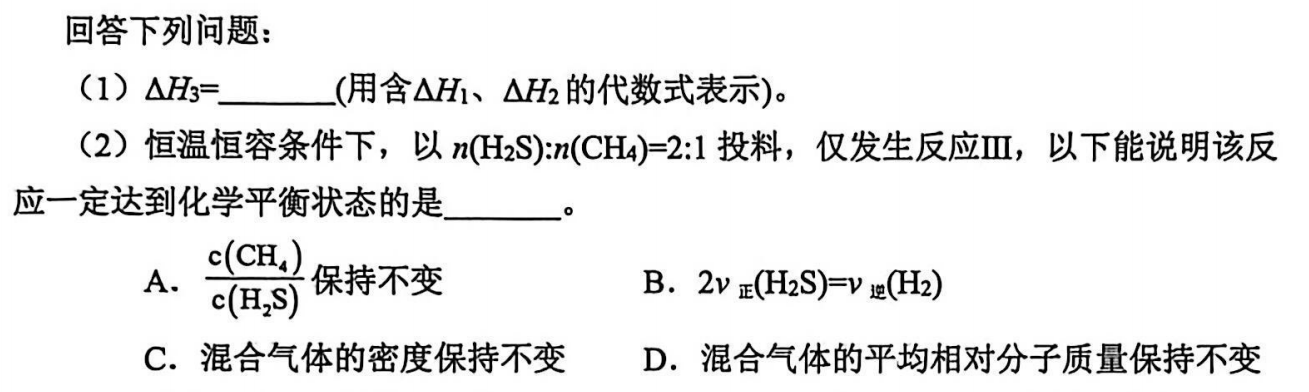 回答下列问题：
（1）ΔH₃=______(用含ΔH₁、ΔH₂的代数式表示)。
（2）恒温恒容条件下，以 n(H₂S):n(CH₄)=2:1 投料，仅发生反应Ⅲ，以下能说明该反
应一定达到化学平衡状态的是______。
A．c(CH₄)/c(H₂S) 保持不变 B．2v正(H₂S)=v逆(H₂)
C．混合气体的密度保持不变 D．混合气体的平均相对分子质量保持不变